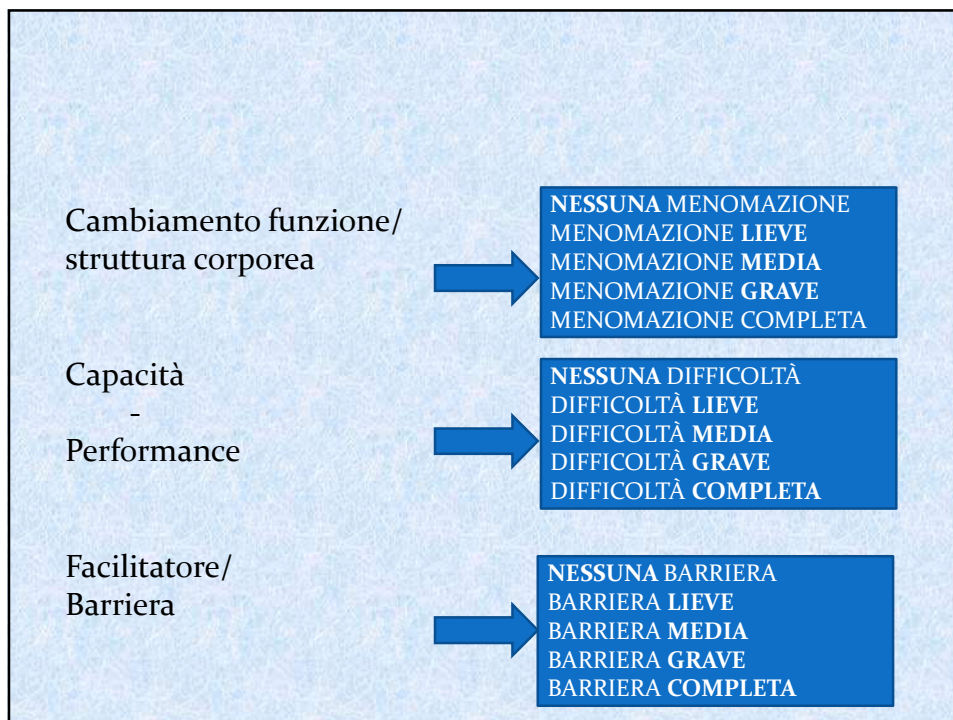 Cambiamento funzione/
struttura corporea
NESSUNA MENOMAZIONE
MENOMAZIONE LIEVE
MENOMAZIONE MEDIA
MENOMAZIONE GRAVE
MENOMAZIONE COMPLETA
Capacità
-
Performance
NESSUNA DIFFICOLTÀ
DIFFICOLTÀ LIEVE
DIFFICOLTÀ MEDIA
DIFFICOLTÀ GRAVE
DIFFICOLTÀ COMPLETA
Facilitatore/
Barriera
NESSUNA BARRIERA
BARRIERA LIEVE
BARRIERA MEDIA
BARRIERA GRAVE
BARRIERA COMPLETA